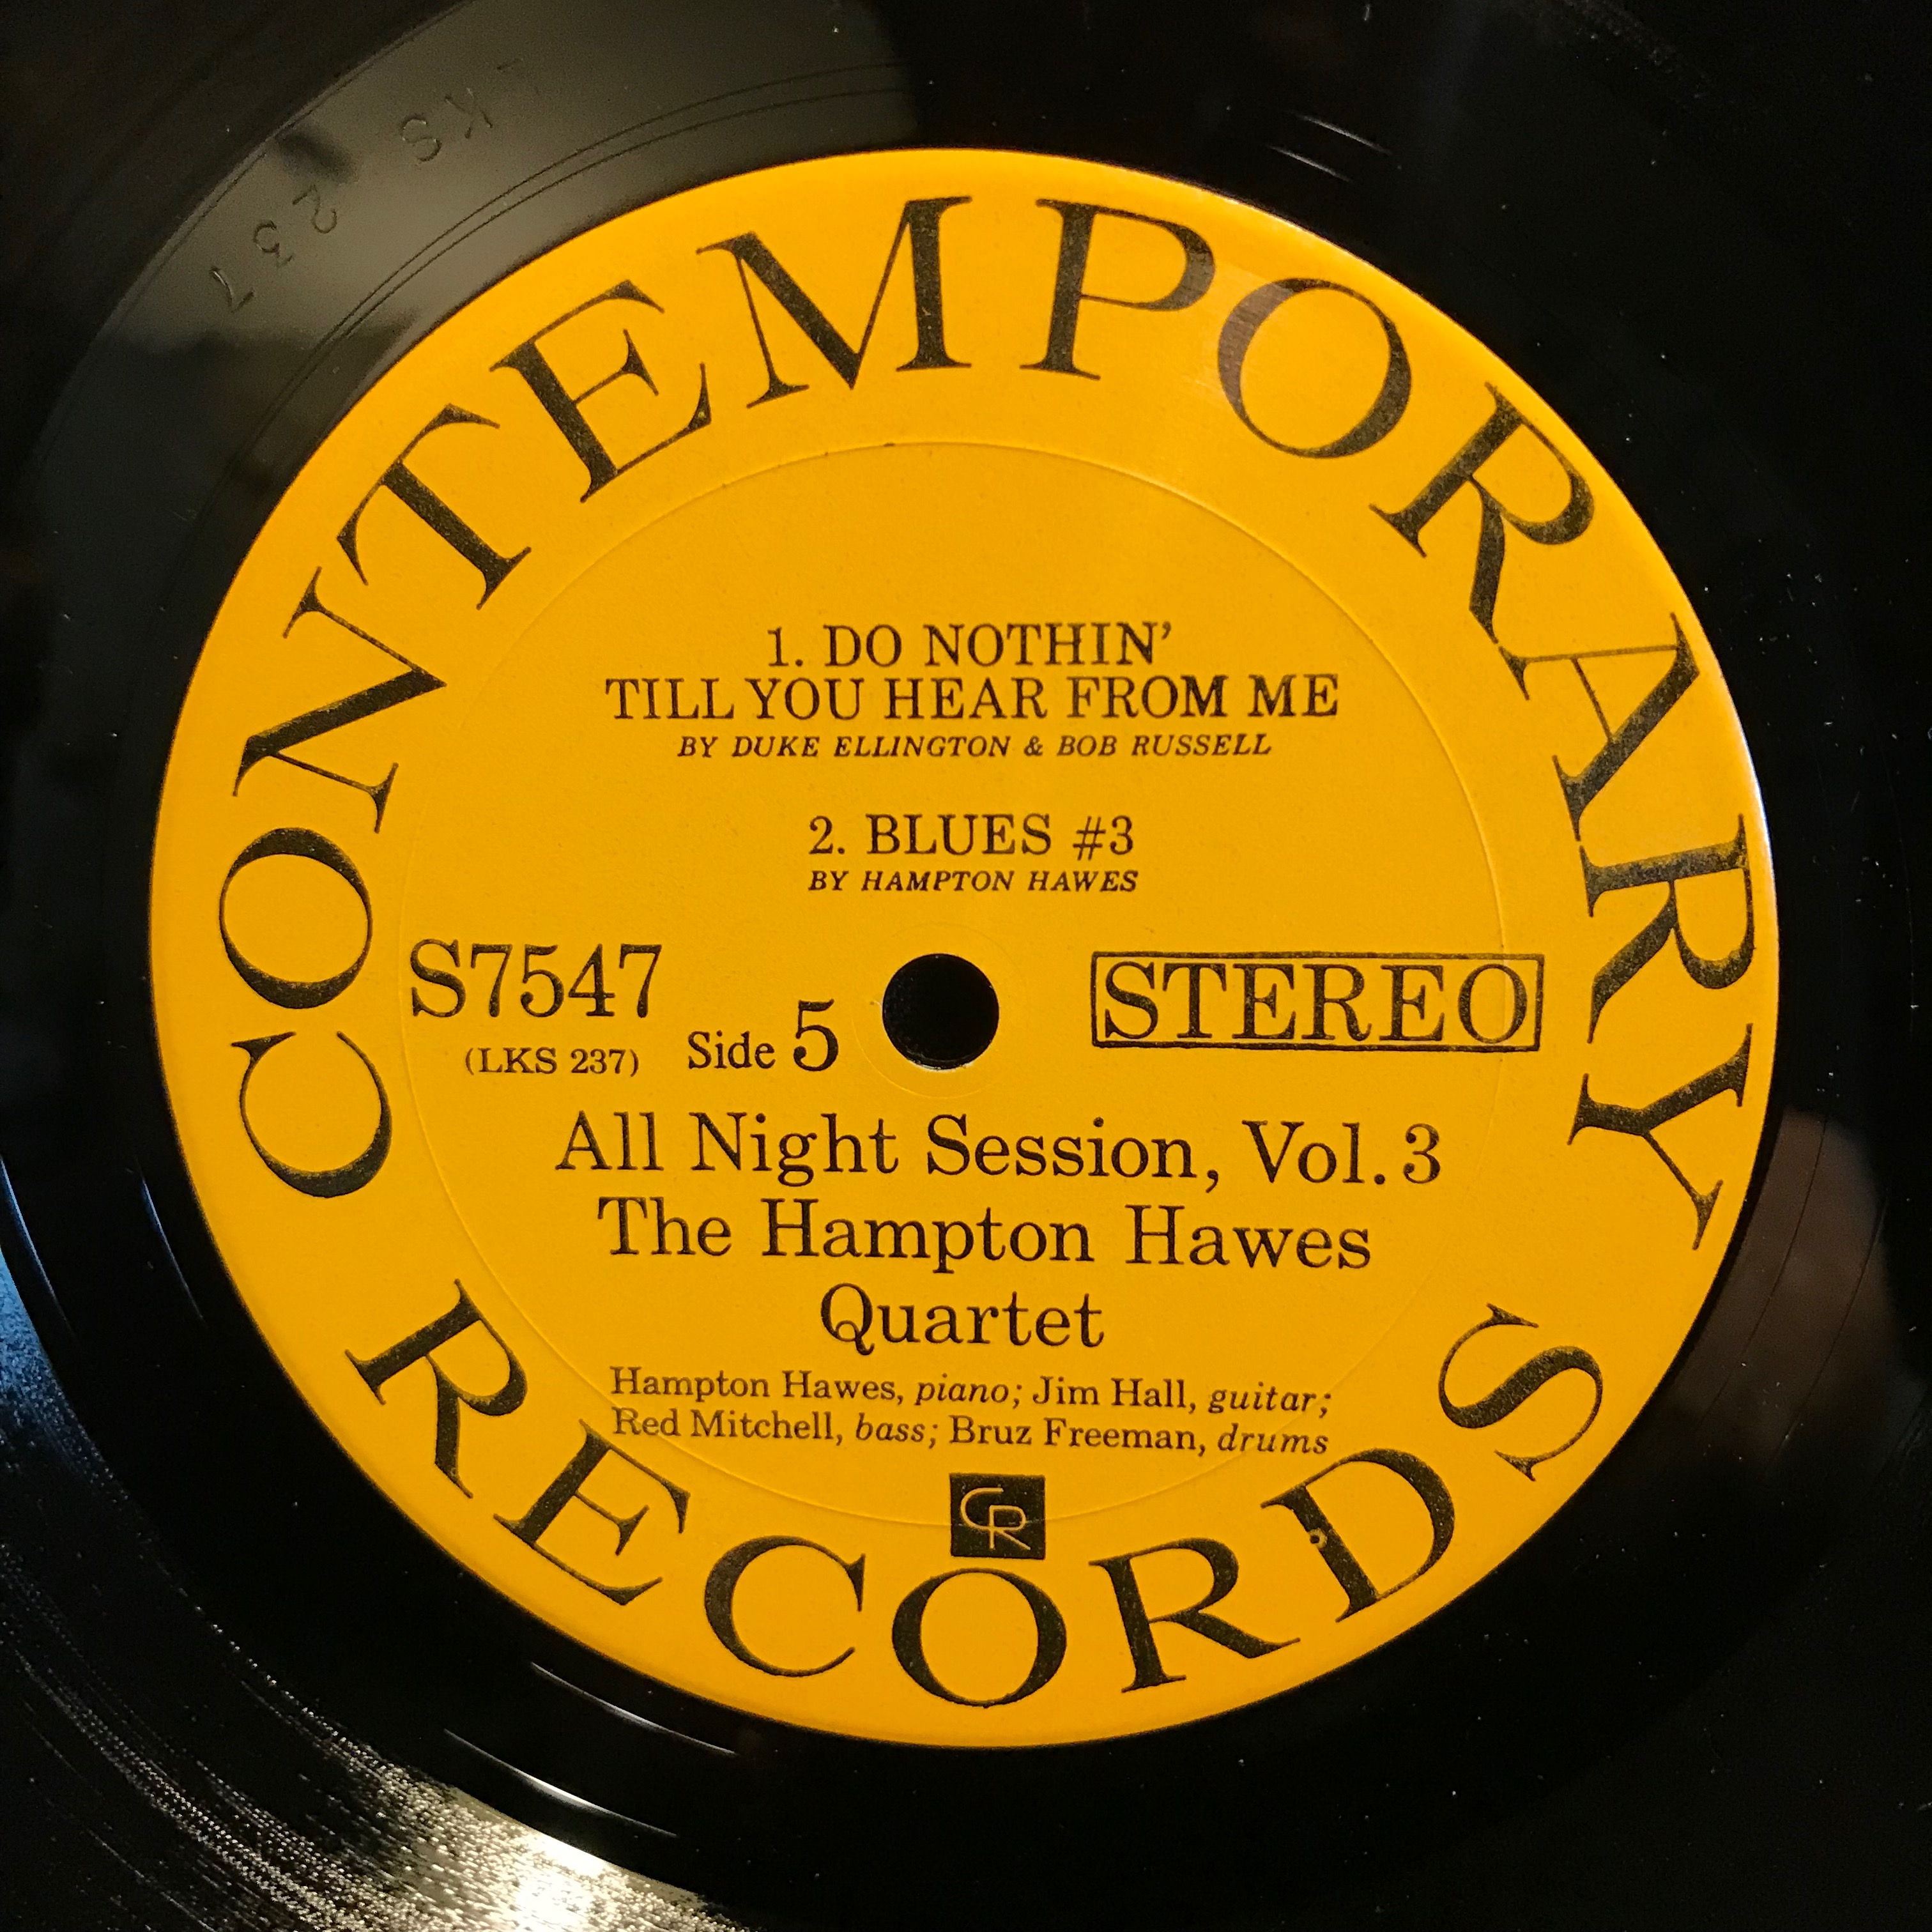 CONTEMPORARY
1. DO NOTHIN’
TILL YOU HEAR FROM ME
BY DUKE ELLINGTON & BOB RUSSELL
2. BLUES #3
BY HAMPTON HAWES
S7547
(LKS 237)
Side 5
STEREO
All Night Session, Vol. 3
The Hampton Hawes
Quartet
Hampton Hawes, piano; Jim Hall, guitar;
Red Mitchell, bass; Bruz Freeman, drums
CR
RECORDS
LKS 237